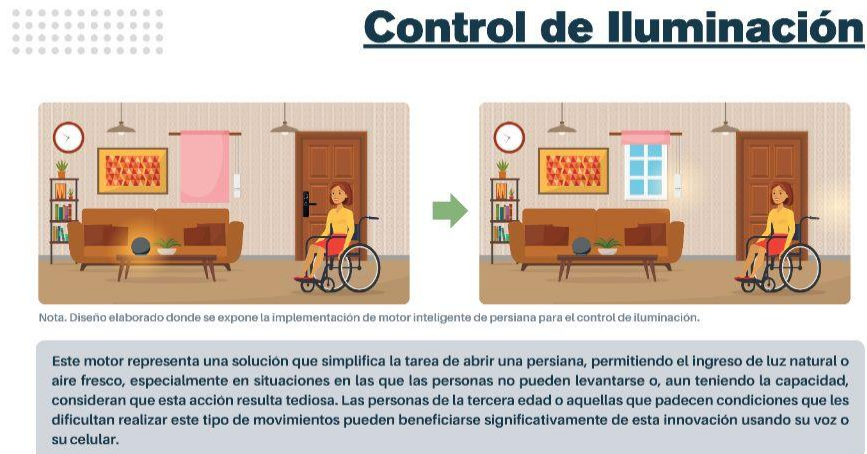 Control de Iluminación
Nota. Diseño elaborado donde se expone la implementación de motor inteligente de persiana para el control de iluminación.
Este motor representa una solución que simplifica la tarea de abrir una persiana, permitiendo el ingreso de luz natural o
aire fresco, especialmente en situaciones en las que las personas no pueden levantarse o, aun teniendo la capacidad,
consideran que esta acción resulta tediosa. Las personas de la tercera edad o aquellas que padecen condiciones que les
dificultan realizar este tipo de movimientos pueden beneficiarse significativamente de esta innovación usando su voz o
su celular.